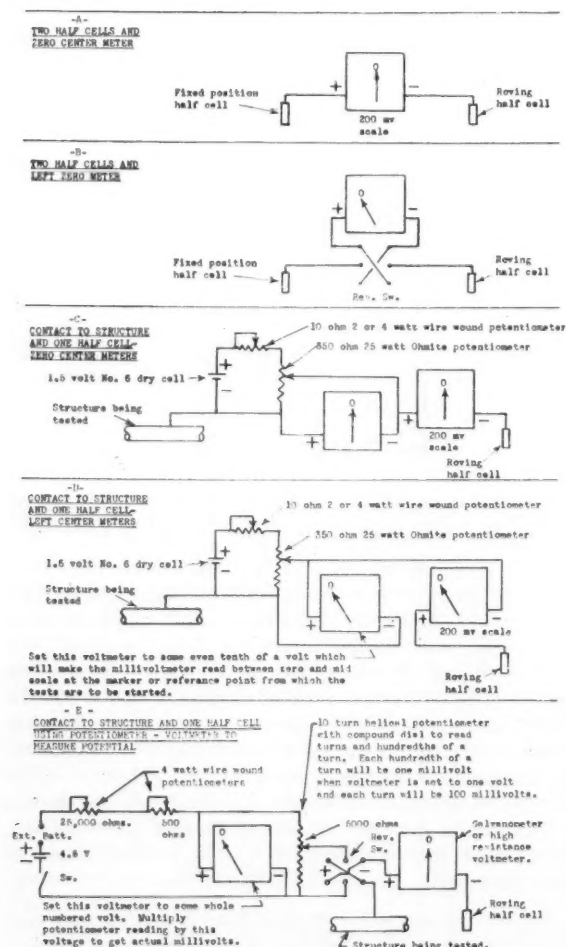 -A-
TWO HALF CELLS AND
ZERO CENTER METER
0
Fixed position
half cell
+
-
Roving
half cell
200 mv
scale
-B-
TWO HALF CELLS AND
LEFT ZERO METER
0
+
-
Fixed position
half cell
Roving
half cell
Rev. Sw.
-C-
CONTACT TO STRUCTURE
AND ONE HALF CELL-
ZERO CENTER METERS
10 ohm 2 or 4 watt wire wound potentiometer
350 ohm 25 watt Ohmite potentiometer
+
1.5 volt No. 6 dry cell
-
Structure being
tested
0
+
-
0
+
-
200 mv
scale
Roving
half cell
-D-
CONTACT TO STRUCTURE
AND ONE HALF CELL-
LEFT CENTER METERS
10 ohm 2 or 4 watt wire wound potentiometer
350 ohm 25 watt Ohmite potentiometer
+
1.5 volt No. 6 dry cell
-
Structure being
tested
0
-
+
0
+
-
200 mv scale
Set this voltmeter to some even tenth of a volt which
will make the millivoltmeter read between zero and mid
scale at the marker or referance point from which the
tests are to be started.
Roving
half cell
- E -
CONTACT TO STRUCTURE AND ONE HALF CELL
USING POTENTIOMETER - VOLTMETER TO
MEASURE POTENTIAL
10 turn helical potentiometer
with compound dial to read
turns and hundredths of a
turn. Each hundredth of a
turn will be one millivolt
when voltmeter is set to one volt
and each turn will be 100 millivolts.
4 watt wire wound
potentiometers
25,000 ohms.
500
ohms
Ext. Batt.
+
-
4.5 V
Sw.
0
+
-
5000 ohms
Rev.
Sw.
+
-
0
+
-
Galvanometer
or high
resistance
voltmeter.
Set this voltmeter to some whole
numbered volt. Multiply
potentiometer reading by this
voltage to get actual millivolts.
Roving
half cell
Structure being tested.